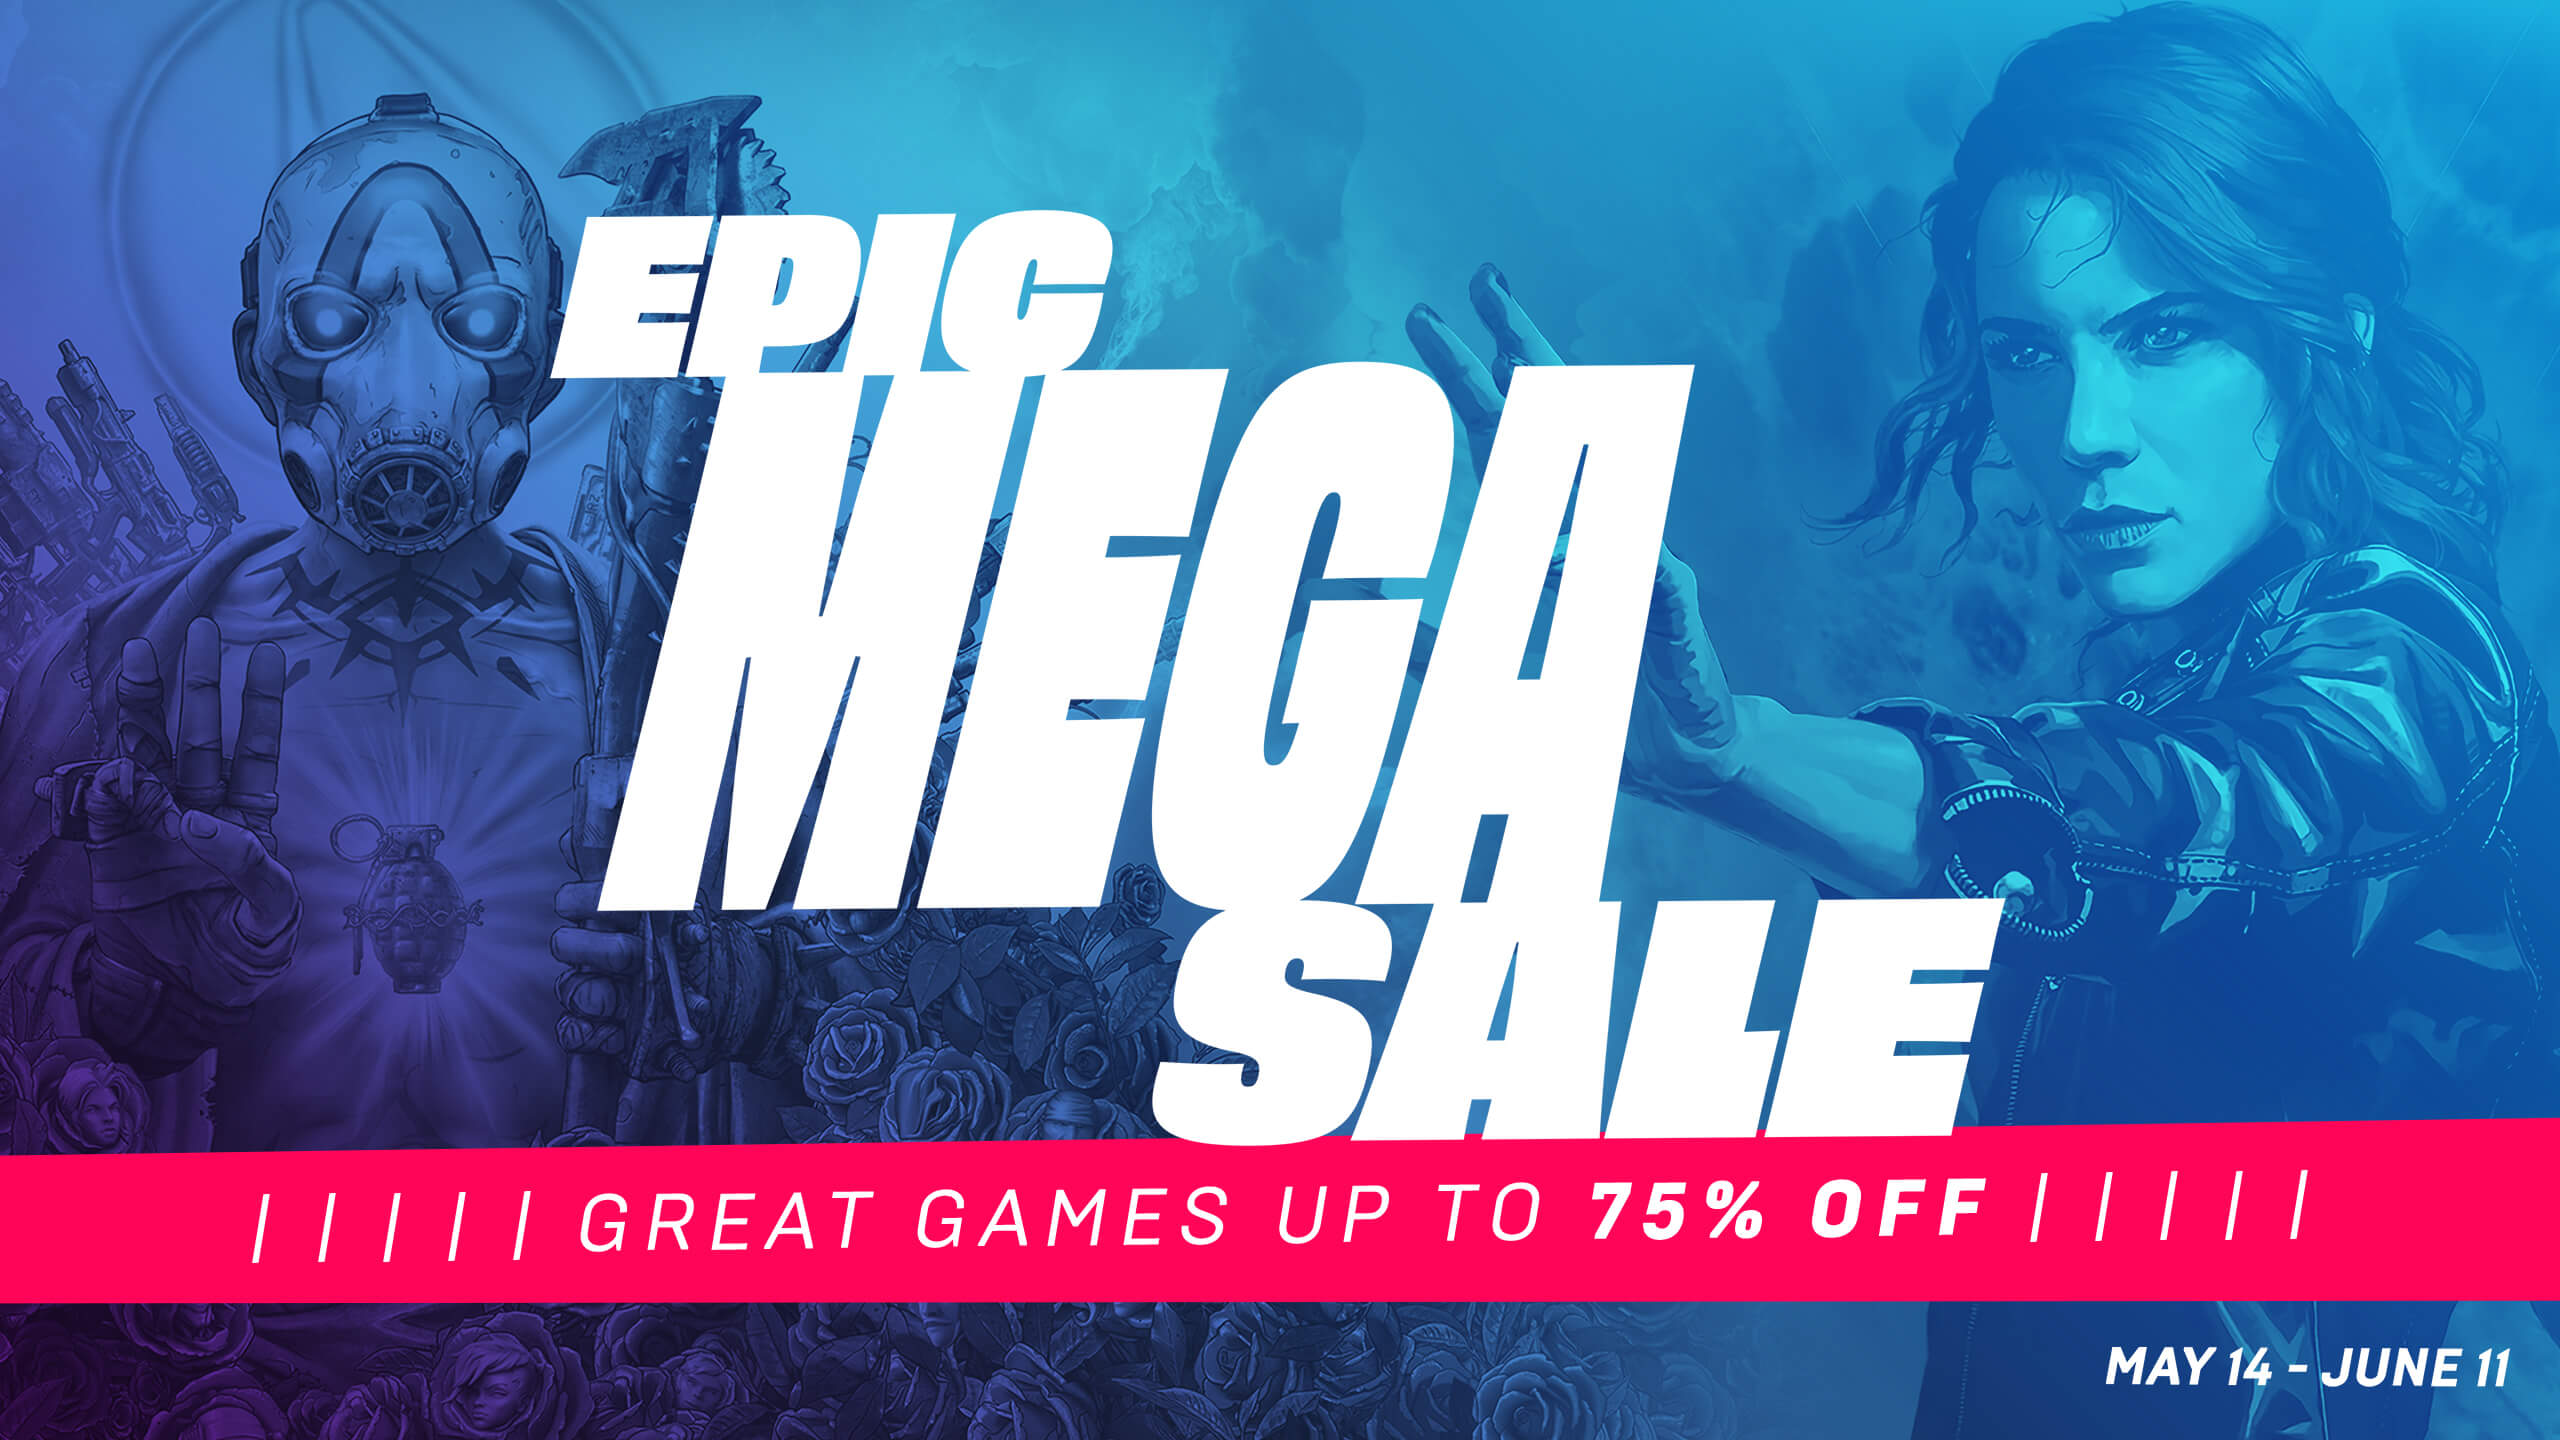 EPIC
MEGA
SALE
| | | | | GREAT GAMES UP TO 75% OFF | | | | |
MAY 14 - JUNE 11